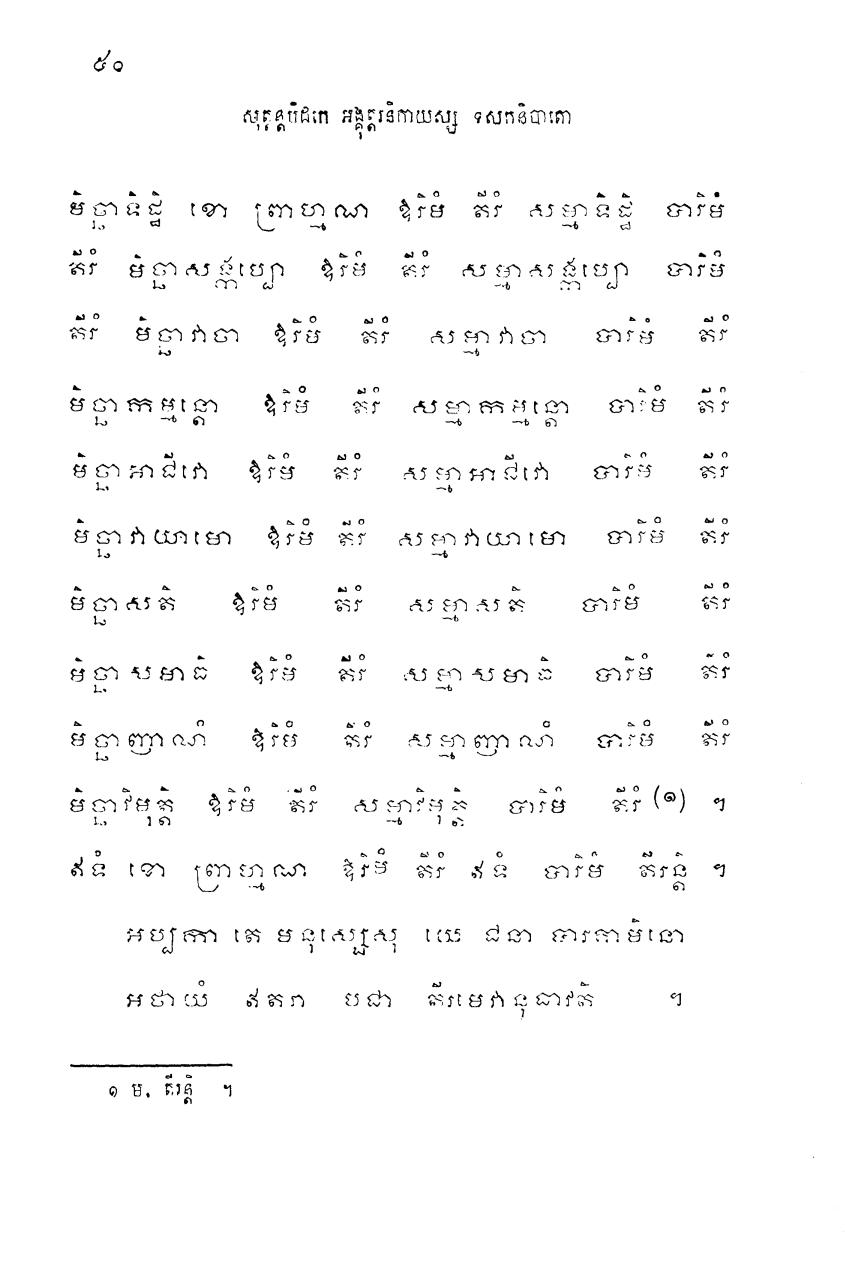 ៥០
សុត្តន្តបិដកេ អង្គុត្តរនិកាយស្ស ទសកនិបាតោ
មិច្ឆាទិដ្ឋិ ខោ ព្រាហ្មណ ឱរិមំ តីរំ សម្មាទិដ្ឋិ បារិមំ
តីរំ មិច្ឆាសង្កប្បោ ឱរិមំ តីរំ សម្មាសង្កប្បោ បារិមំ
តីរំ មិច្ឆាវាចា ឱរិមំ តីរំ សម្មាវាចា បារិមំ តីរំ
មិច្ឆាកម្មន្តោ ឱរិមំ តីរំ សម្មាកម្មន្តោ បារិមំ តីរំ
មិច្ឆាអាជីវោ ឱរិមំ តីរំ សម្មាអាជីវោ បារិមំ តីរំ
មិច្ឆាវាយាមោ ឱរិមំ តីរំ សម្មាវាយាមោ បារិមំ តីរំ
មិច្ឆាសតិ ឱរិមំ តីរំ សម្មាសតិ បារិមំ តីរំ
មិច្ឆាសមាធិ ឱរិមំ តីរំ សម្មាសមាធិ បារិមំ តីរំ
មិច្ឆាញាណំ ឱរិមំ តីរំ សម្មាញាណំ បារិមំ តីរំ
មិច្ឆាវិមុត្តិ ឱរិមំ តីរំ សម្មាវិមុត្តិ បារិមំ តីរំ (១) ។
ឥទំ ខោ ព្រាហ្មណ ឱរិមំ តីរំ ឥទំ បារិមំ តីរន្តិ ។
អប្បកា តេ មនុស្សេសុ យេ ជនា បារគាមិនោ
អថាយំ ឥតរា បជា តីរមេវានុធាវតិ ។
១ ម. តីរន្តិ ។